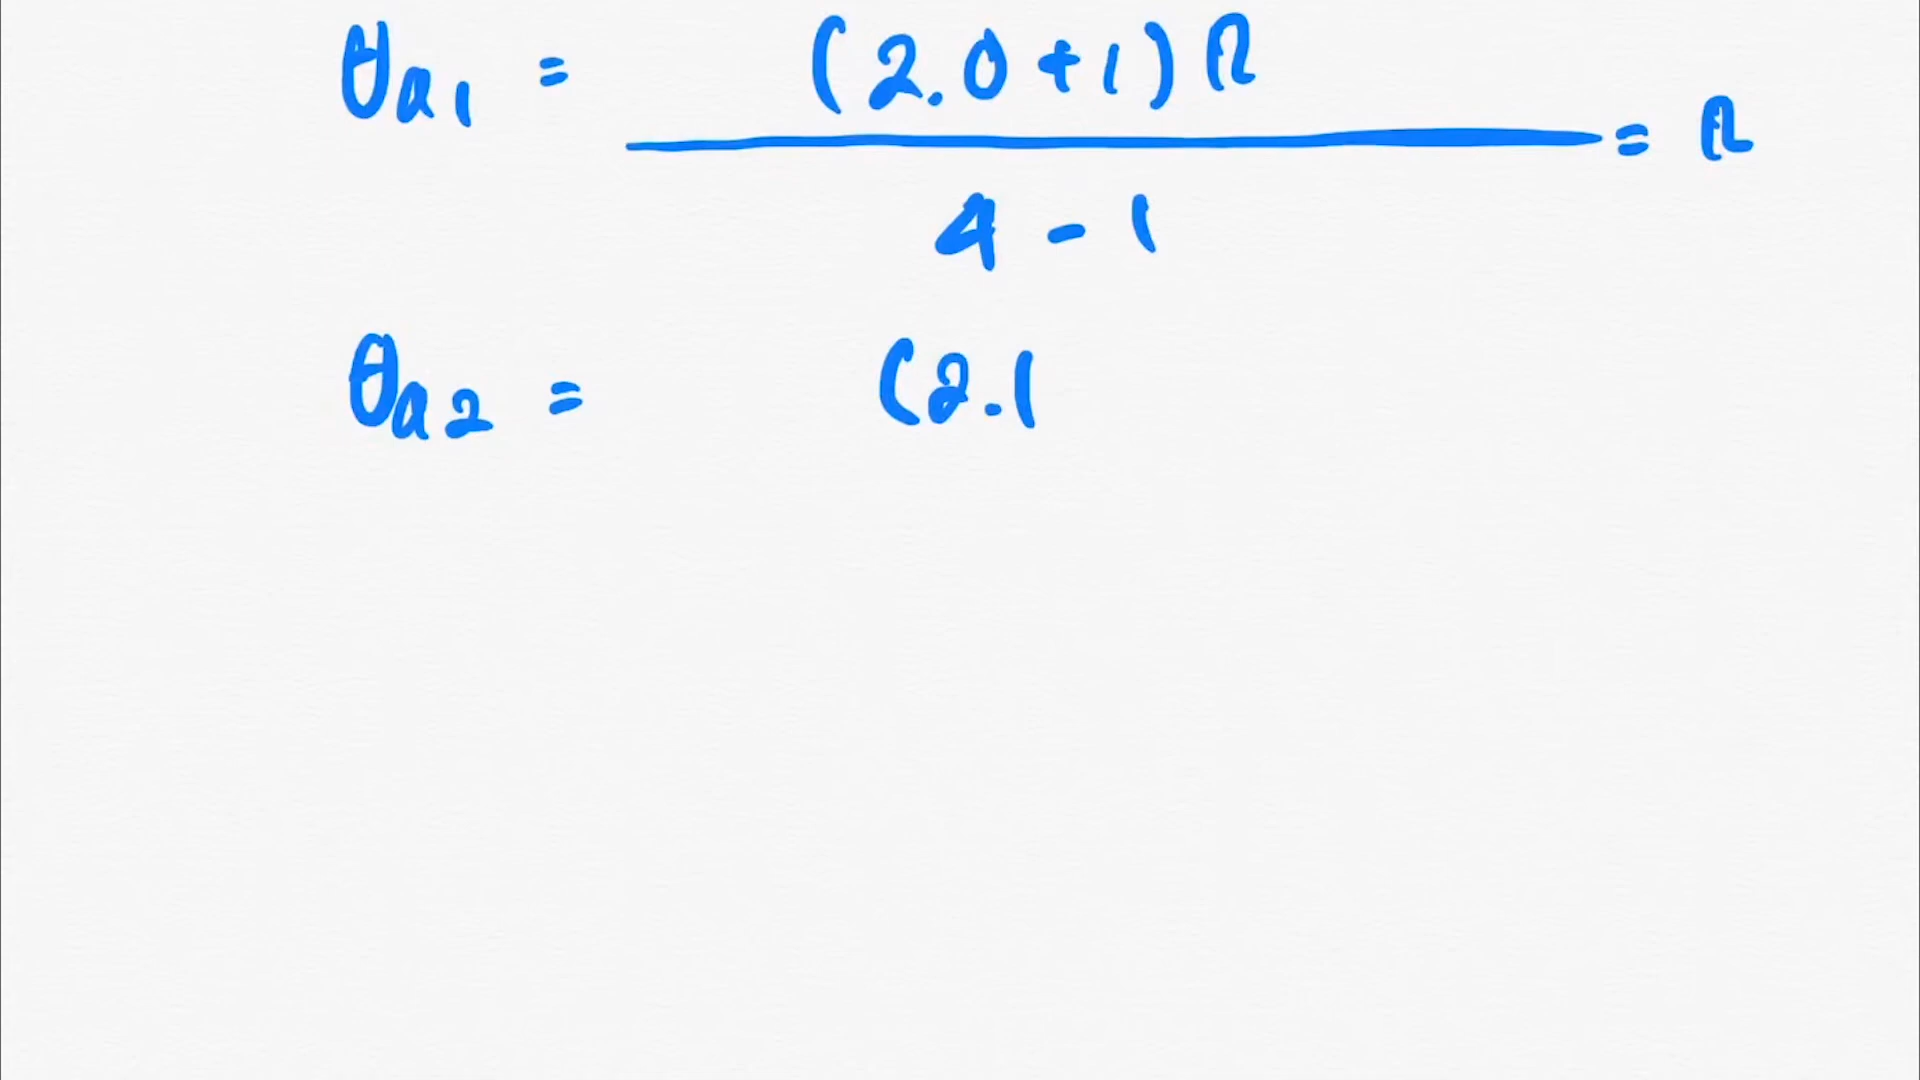 θa1 = (2.0+1)π
= π
4 - 1
θa2 = (2.1